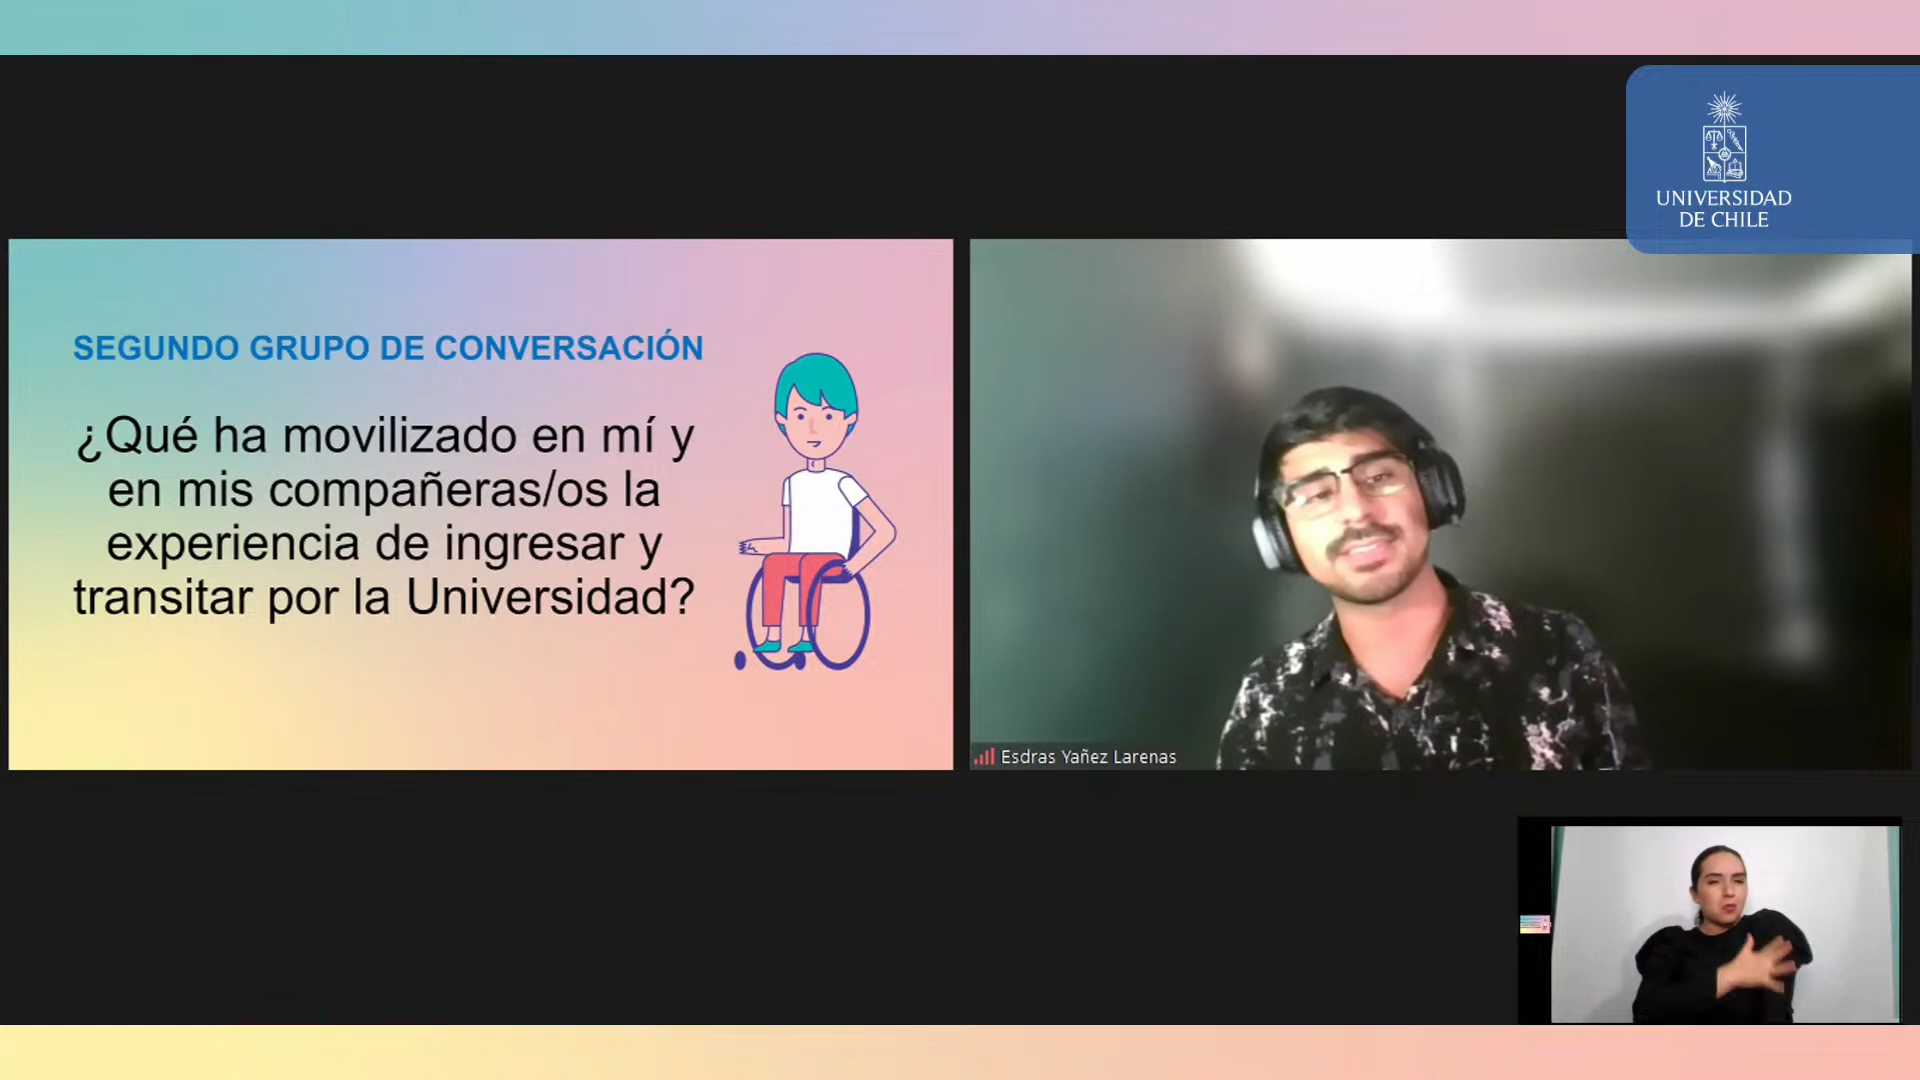 UNIVERSIDAD
DE CHILE
SEGUNDO GRUPO DE CONVERSACIÓN
¿Qué ha movilizado en mí y
en mis compañeras/os la
experiencia de ingresar y
transitar por la Universidad?
Esdras Yañez Larenas